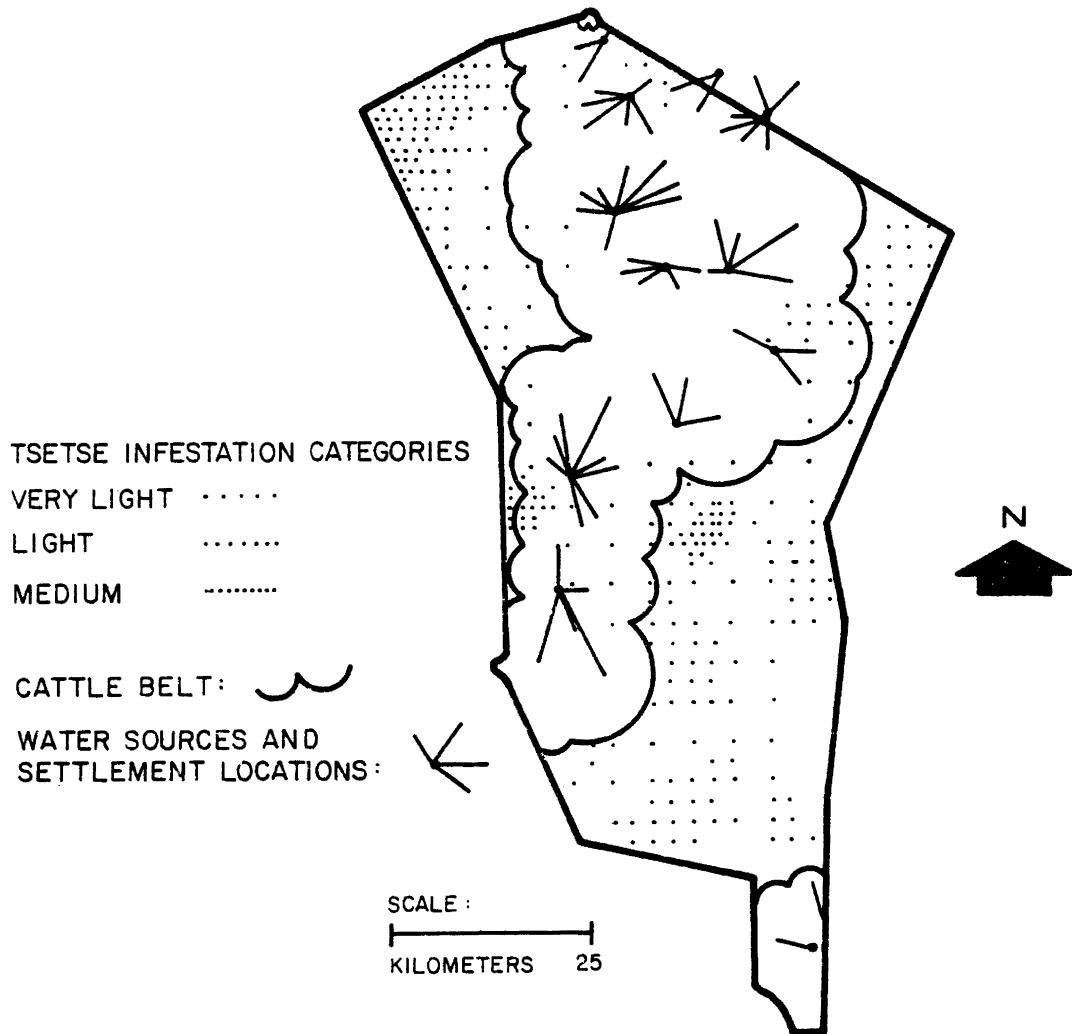 TSETSE INFESTATION CATEGORIES
VERY LIGHT
LIGHT
MEDIUM
CATTLE BELT:
WATER SOURCES AND
SETTLEMENT LOCATIONS:
N
SCALE:
KILOMETERS 25